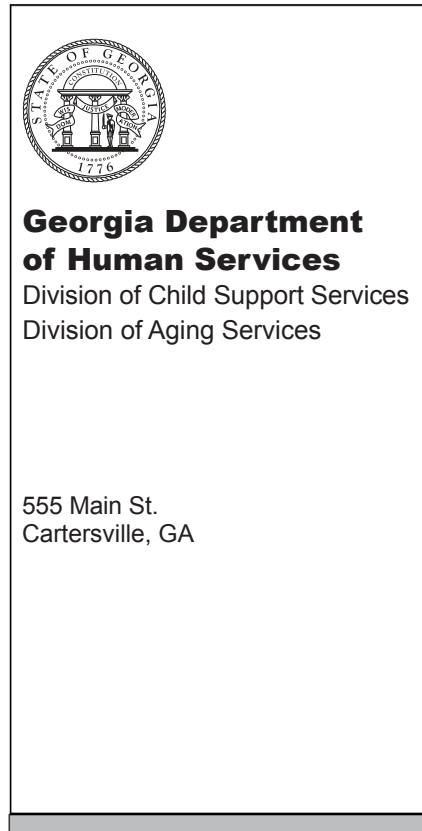 STATE OF GEORGIA
CONSTITUTION
WISDOM
JUSTICE
MODERATION
1776
Georgia Department
of Human Services
Division of Child Support Services
Division of Aging Services
555 Main St.
Cartersville, GA